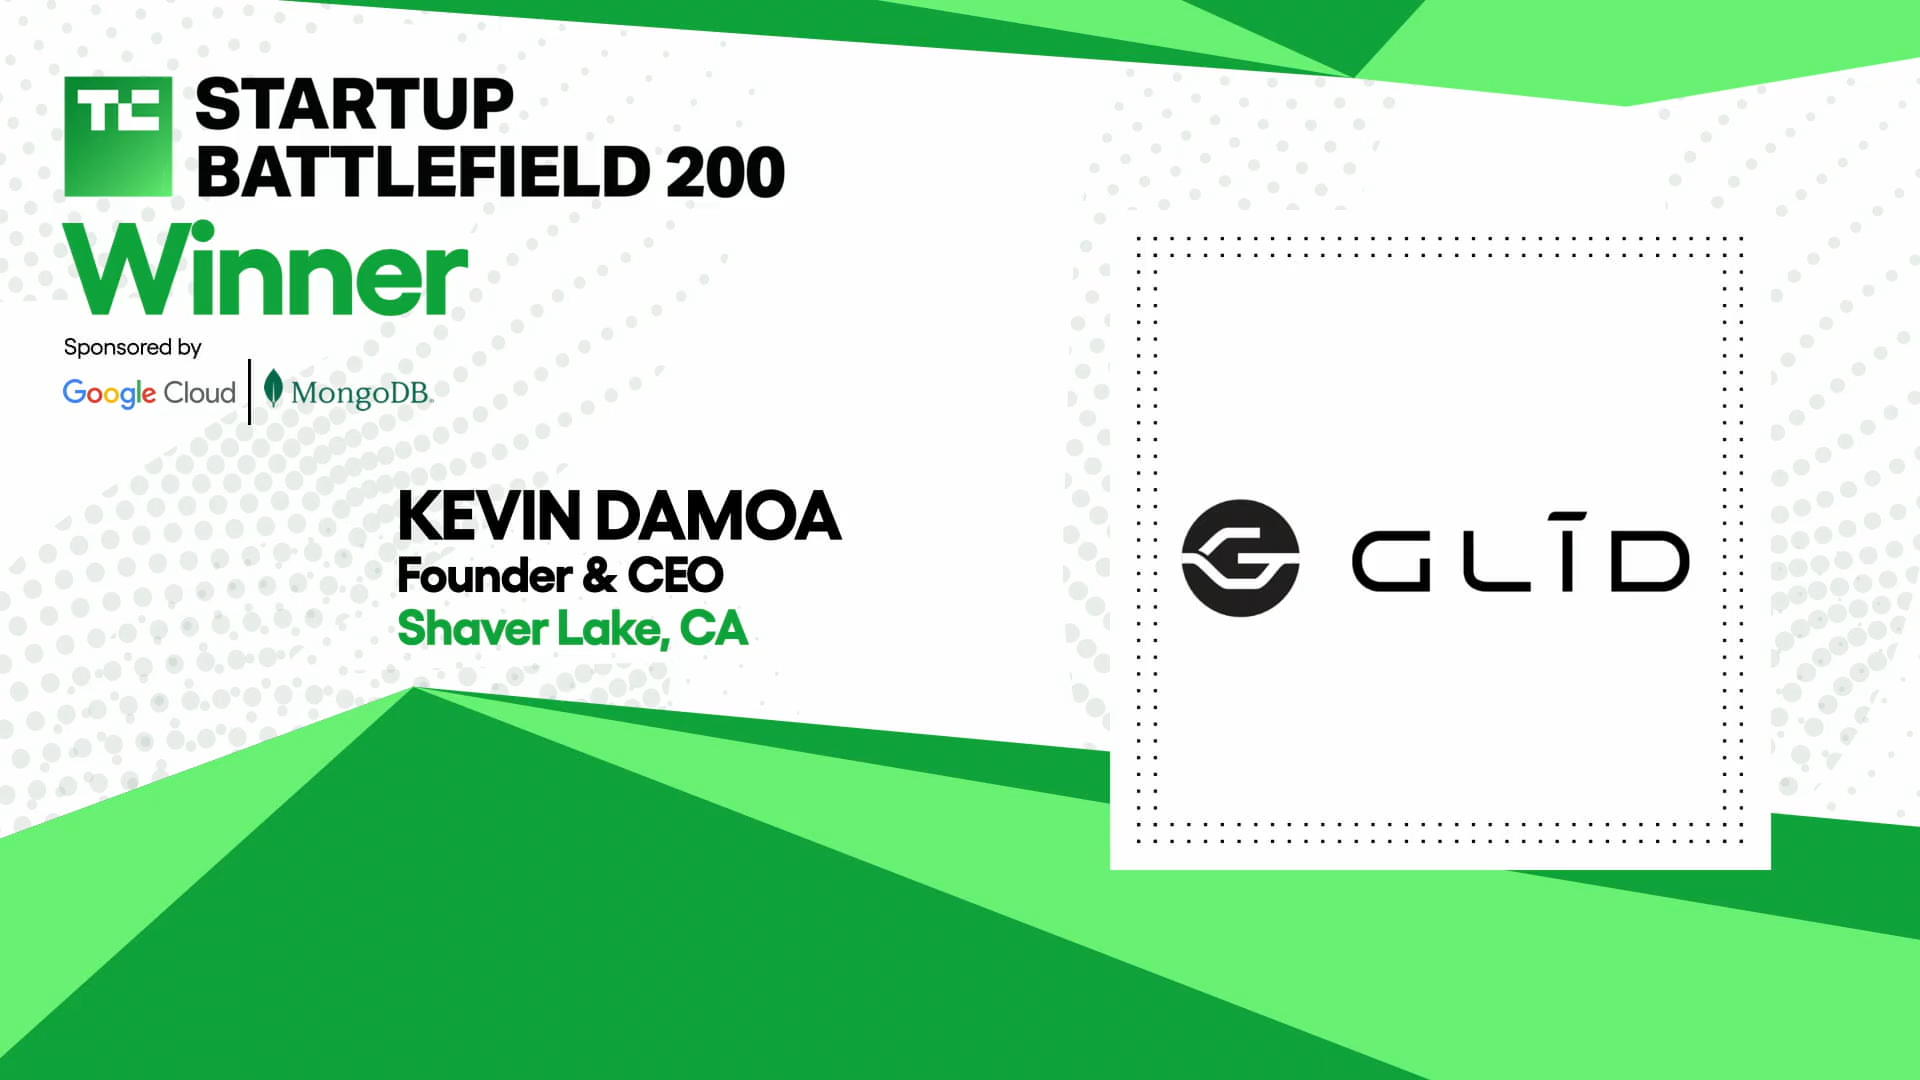 TC
STARTUP
BATTLEFIELD 200
Winner
Sponsored by
Google Cloud
MongoDB
KEVIN DAMOA
Founder & CEO
Shaver Lake, CA
GLĪD